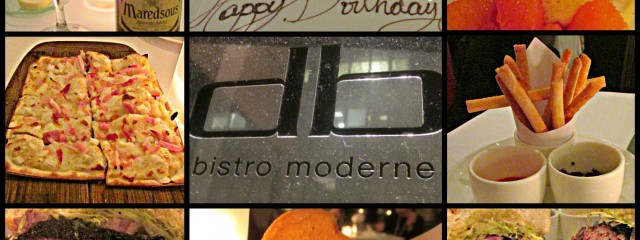 Maredsous
Happy Birthday
db
bistro moderne